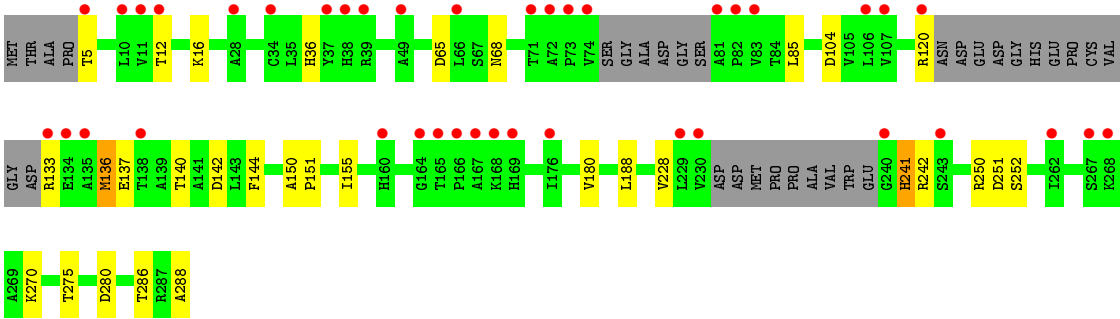 MET THR ALA PRO T5 L10 V11 T12 K16 A28 C34 L35 H36 Y37 H38 R39 A49 D65 L66 S67 N68 T71 A72 P73 V74 SER GLY ALA ASP GLY SER A81 P82 V83 T84 L85 D104 V105 L106 V107 R120 ASN ASP GLU ASP GLY HIS GLU PRO CYS VAL
GLY ASP R133 E134 A135 M136 E137 T138 A139 T140 A141 D142 L143 F144 A150 P151 I155 H160 G164 T165 P166 A167 K168 H169 I176 V180 L188 V228 L229 V230 ASP ASP MET PRO PRO ALA VAL TRP GLU G240 H241 R242 S243 R250 D251 S252 I262 S267 K268
A269 K270 T275 D280 T286 R287 A288